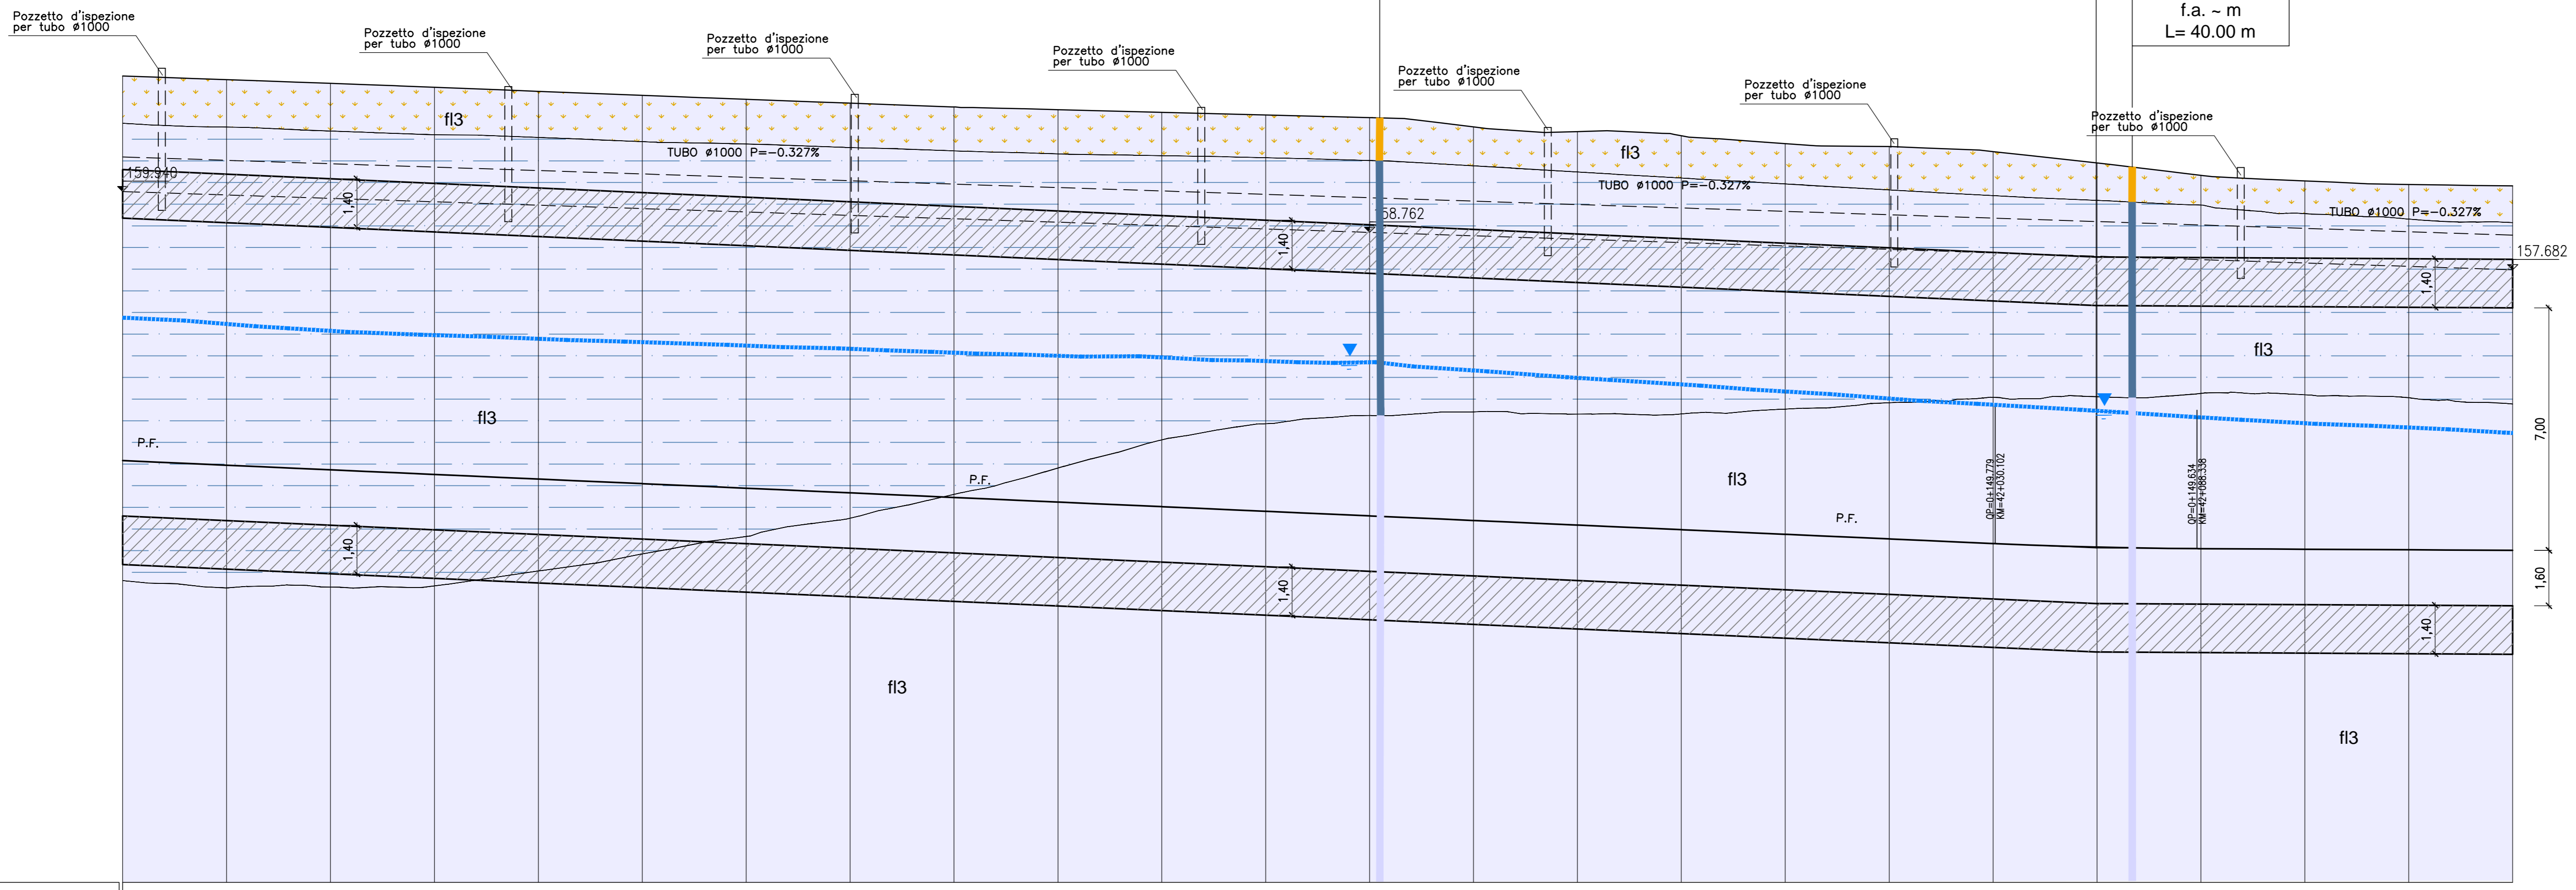 f.a. ~ m
L= 40.00 m
Pozzetto d'ispezione
per tubo ø1000
Pozzetto d'ispezione
per tubo ø1000
Pozzetto d'ispezione
per tubo ø1000
Pozzetto d'ispezione
per tubo ø1000
Pozzetto d'ispezione
per tubo ø1000
Pozzetto d'ispezione
per tubo ø1000
Pozzetto d'ispezione
per tubo ø1000
fl3
fl3
TUBO ø1000 P=-0.327%
TUBO ø1000 P=-0.327%
TUBO ø1000 P=-0.327%
159.940
58.762
157.682
1,40
1,40
1,40
fl3
fl3
7,00
P.F.
P.F.
P.F.
fl3
QP=0+149.779
KM=42+030.102
QP=0+149.634
KM=42+088.338
1,40
1,40
1,60
1,40
fl3
fl3